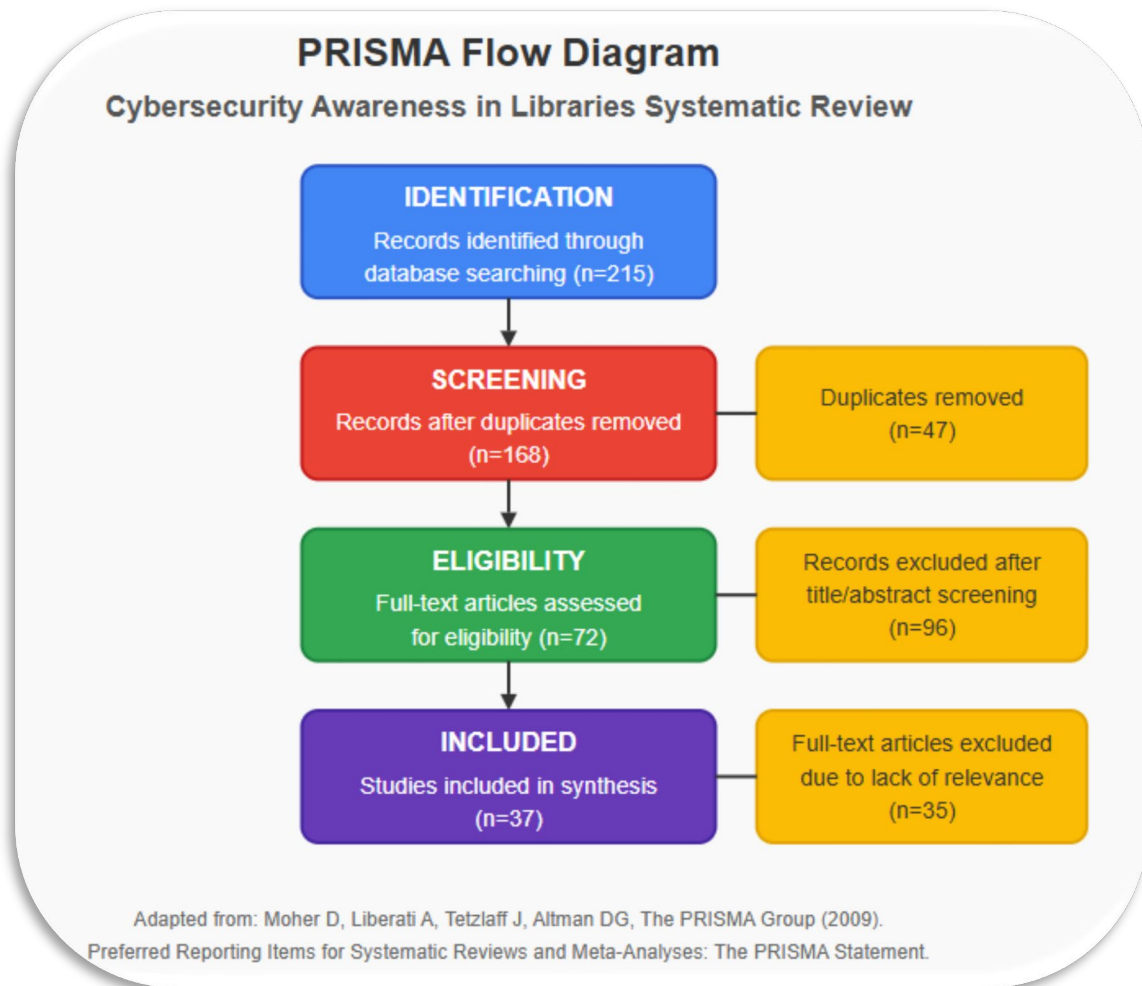 PRISMA Flow Diagram
Cybersecurity Awareness in Libraries Systematic Review
IDENTIFICATION
Records identified through
database searching (n=215)
SCREENING
Records after duplicates removed
(n=168)
Duplicates removed
(n=47)
ELIGIBILITY
Full-text articles assessed
for eligibility (n=72)
Records excluded after
title/abstract screening
(n=96)
INCLUDED
Studies included in synthesis
(n=37)
Full-text articles excluded
due to lack of relevance
(n=35)
Adapted from: Moher D, Liberati A, Tetzlaff J, Altman DG, The PRISMA Group (2009).
Preferred Reporting Items for Systematic Reviews and Meta-Analyses: The PRISMA Statement.